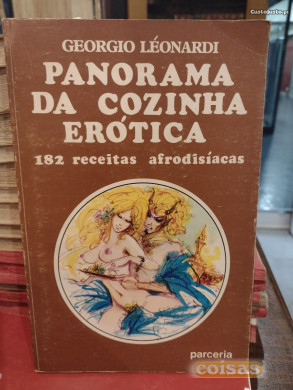 GEORGIO LÉONARDI
PANORAMA
DA COZINHA
ERÓTICA
182 receitas afrodisíacas
parceria
coisas